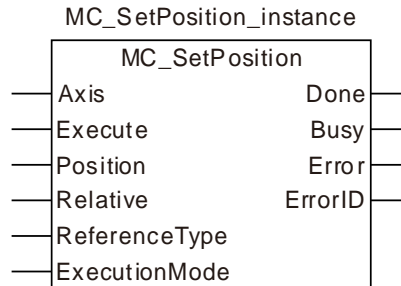 MC_SetPosition_instance
MC_SetPosition
Axis Done
Execute Busy
Position Error
Relative ErrorID
ReferenceType
ExecutionMode